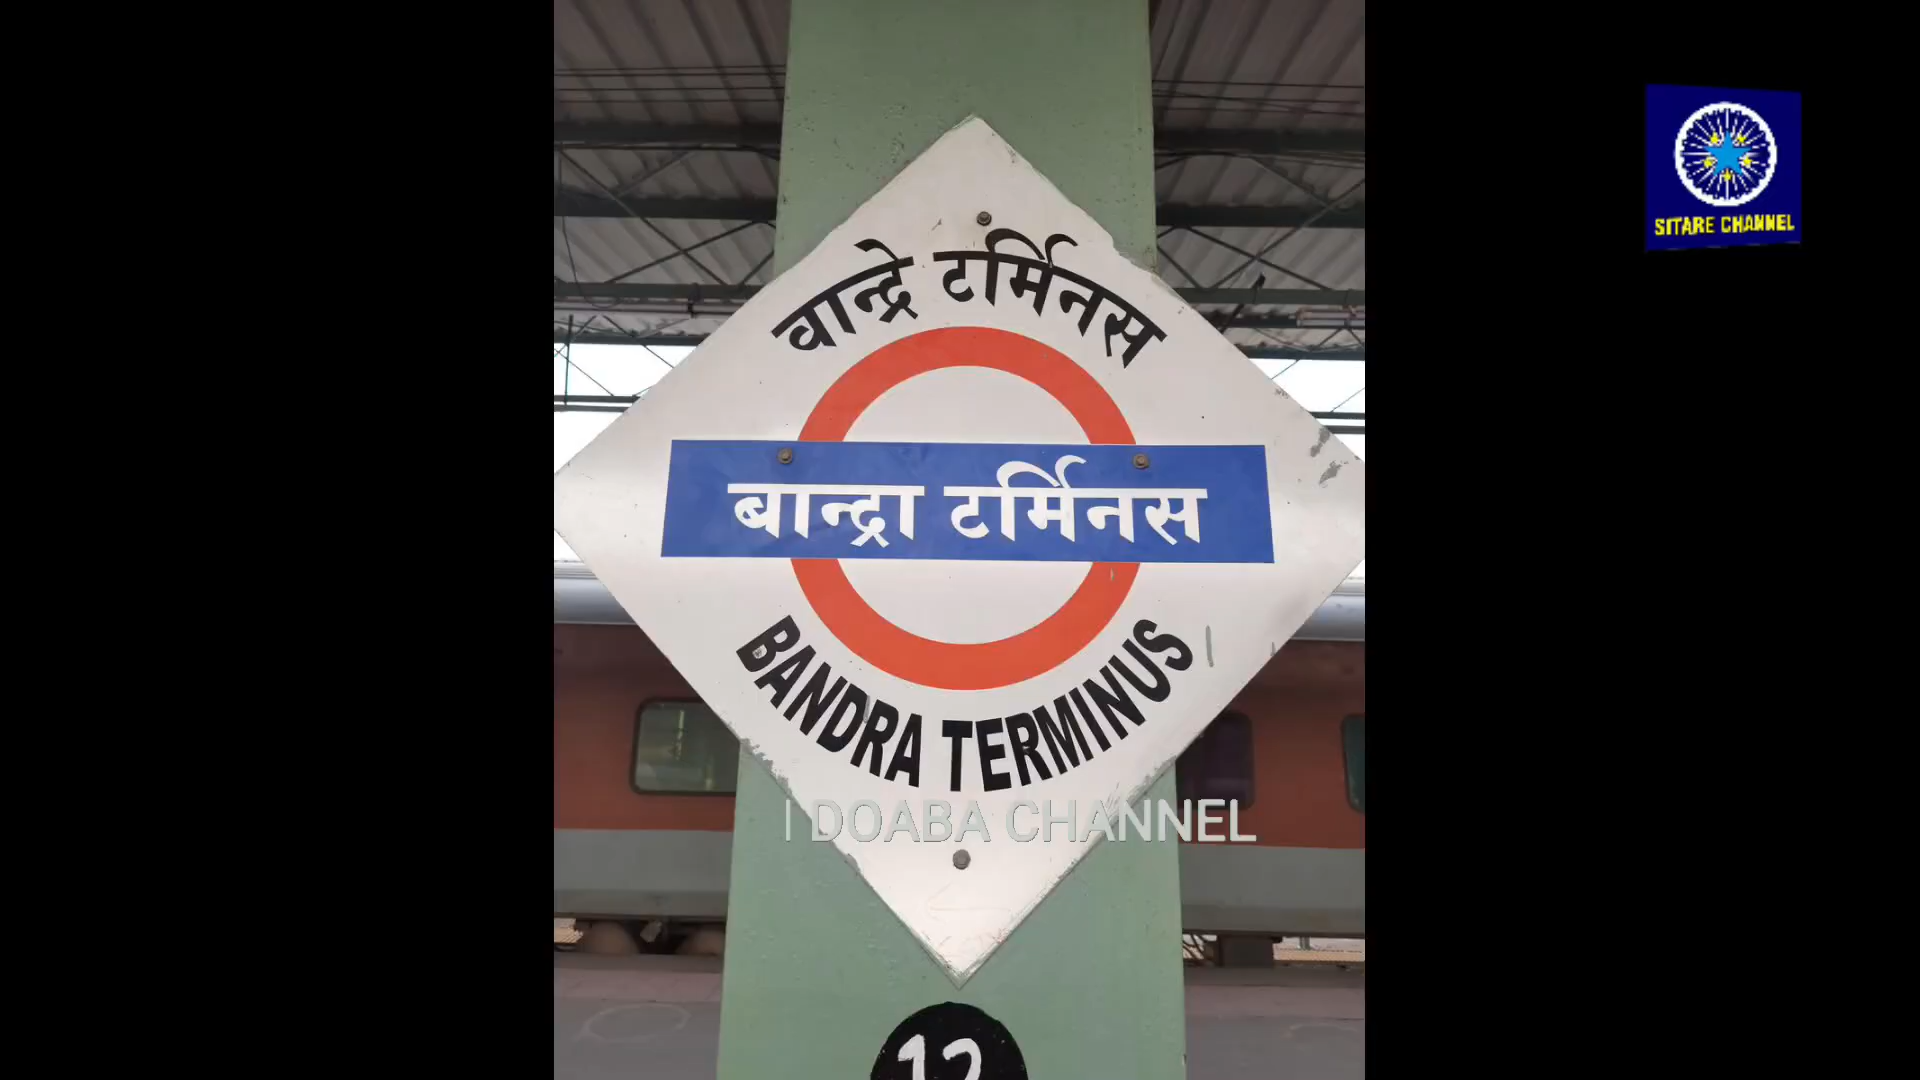 वान्द्रे टर्मिनस
बान्द्रा टर्मिनस
BANDRA TERMINUS
DOABA CHANNEL
12
SITARE CHANNEL